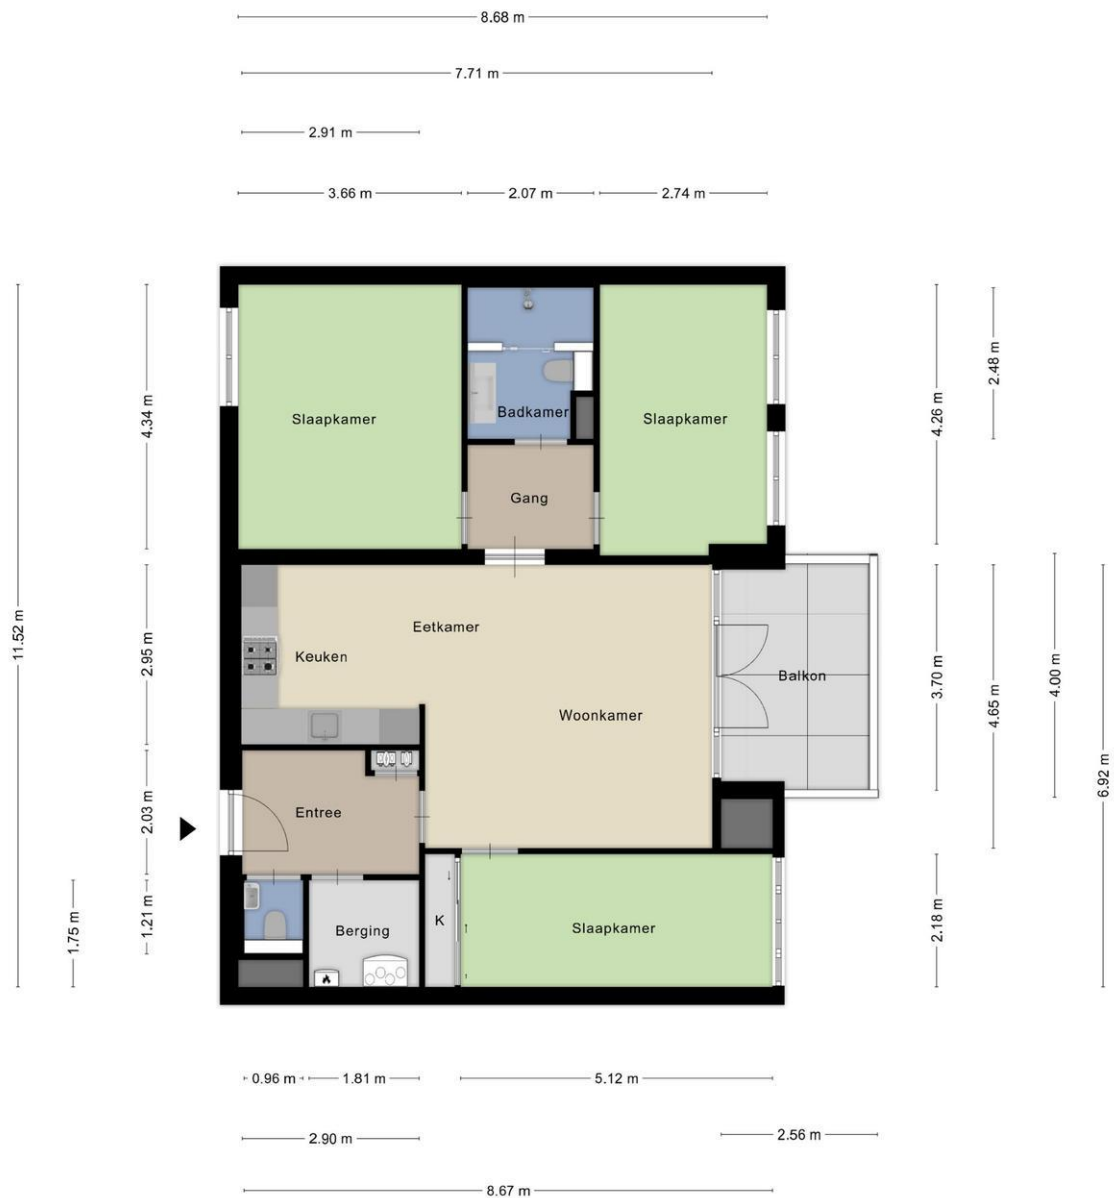 8.68 m
7.71 m
2.91 m
3.66 m
2.07 m
2.74 m
11.52 m
4.34 m
2.95 m
2.03 m
1.21 m
1.75 m
Slaapkamer
Badkamer
Slaapkamer
Gang
Eetkamer
Keuken
Woonkamer
Balkon
Entree
Berging
K
Slaapkamer
4.26 m
2.48 m
3.70 m
4.65 m
4.00 m
6.92 m
2.18 m
0.96 m
1.81 m
5.12 m
2.90 m
2.56 m
8.67 m